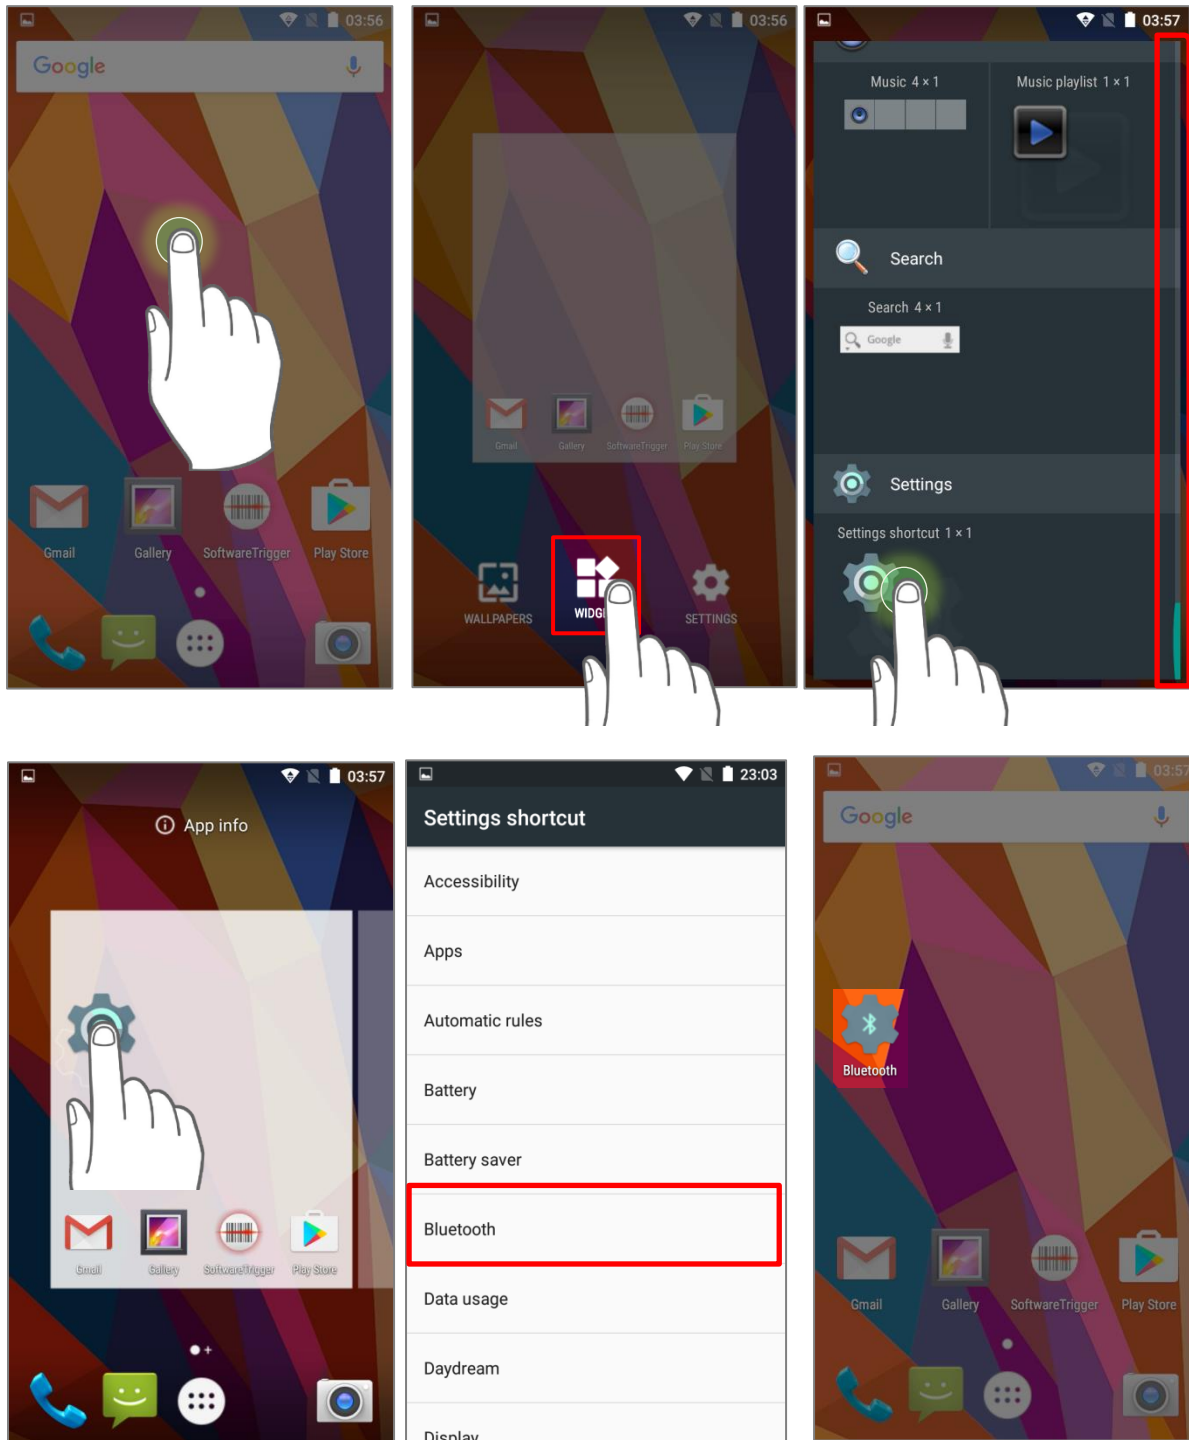 03:56
Google
Gmail
Gallery
SoftwareTrigger
Play Store
03:56
Gmail
Gallery
SoftwareTrigger
Play Store
WALLPAPERS
SETTINGS
03:57
Music 4 × 1
Music playlist 1 × 1
Search
Search 4 × 1
Google
Settings
Settings shortcut 1 × 1
03:57
App info
Gmail
Gallery
SoftwareTrigger
Play Store
23:03
Settings shortcut
Accessibility
Apps
Automatic rules
Battery
Battery saver
Bluetooth
Data usage
Daydream
Display
03:57
Google
Bluetooth
Gmail
Gallery
SoftwareTrigger
Play Store